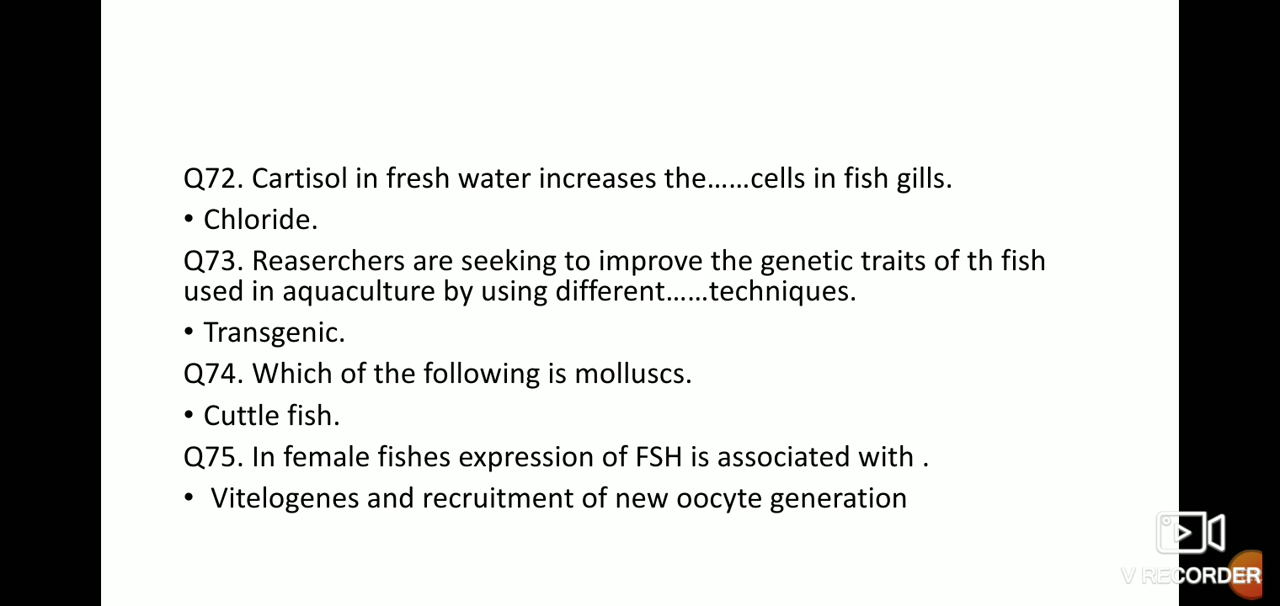 Q72. Cartisol in fresh water increases the......cells in fish gills.
• Chloride.
Q73. Reaserchers are seeking to improve the genetic traits of th fish
used in aquaculture by using different......techniques.
• Transgenic.
Q74. Which of the following is molluscs.
• Cuttle fish.
Q75. In female fishes expression of FSH is associated with .
• Vitelogenes and recruitment of new oocyte generation
V RECORDER